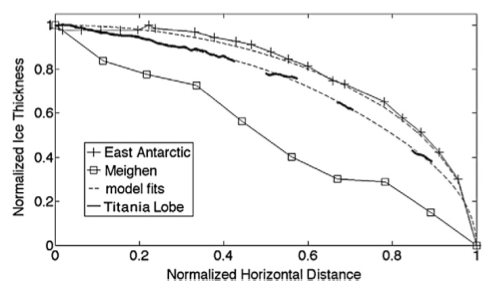 1
0.8
0.6
0.4
0.2
0
Normalized Ice Thickness
East Antarctic
Meighen
model fits
Titania Lobe
0 0.2 0.4 0.6 0.8 1
Normalized Horizontal Distance